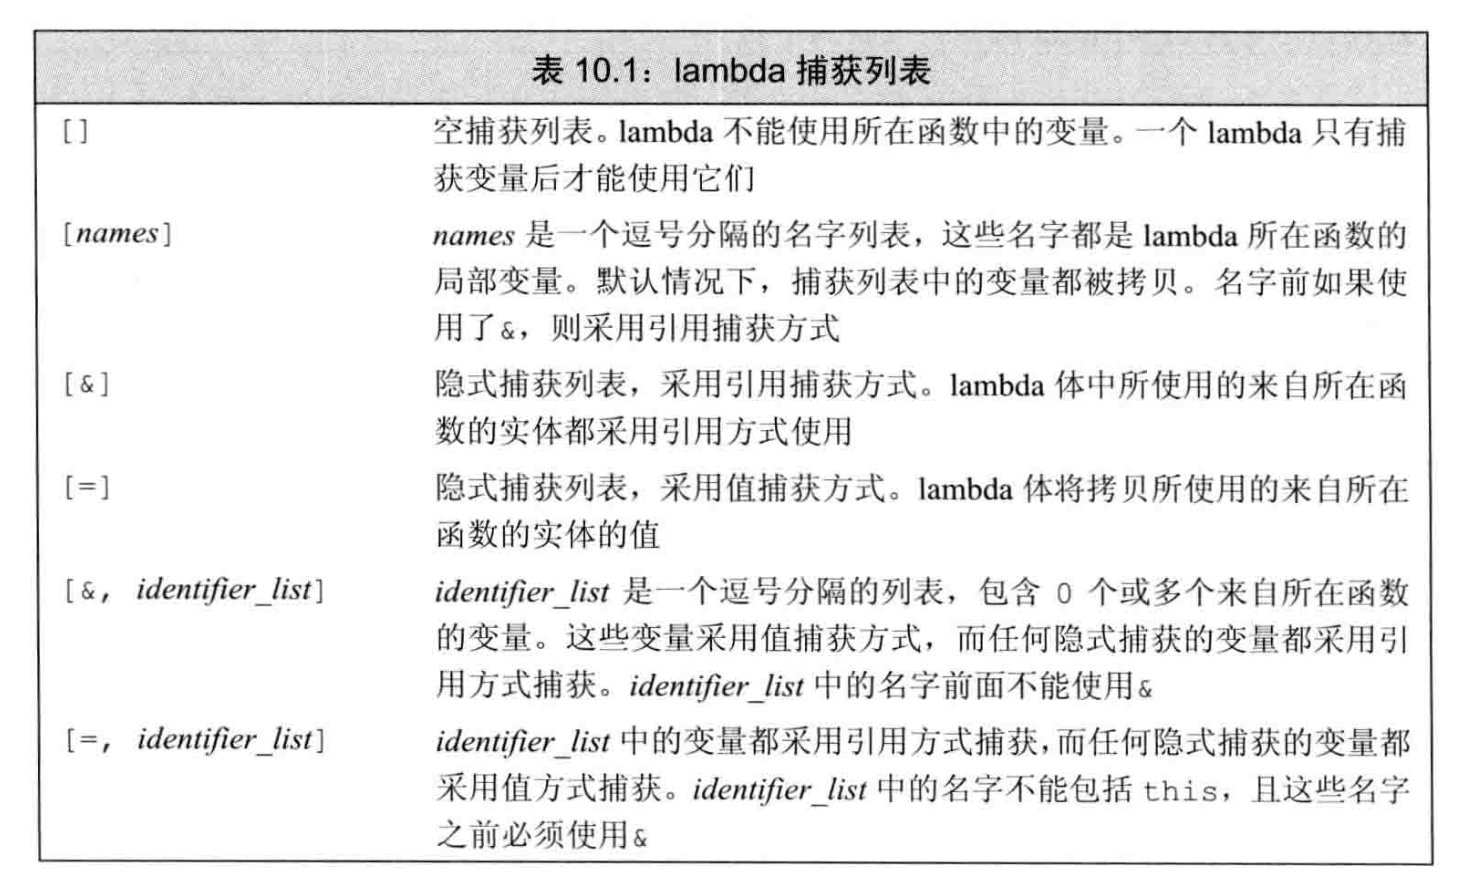 表 10.1：lambda 捕获列表
[] 空捕获列表。lambda 不能使用所在函数中的变量。一个 lambda 只有捕
获变量后才能使用它们
[names] names 是一个逗号分隔的名字列表，这些名字都是 lambda 所在函数的
局部变量。默认情况下，捕获列表中的变量都被拷贝。名字前如果使
用了&，则采用引用捕获方式
[&] 隐式捕获列表，采用引用捕获方式。lambda 体中所使用的来自所在函
数的实体都采用引用方式使用
[=] 隐式捕获列表，采用值捕获方式。lambda 体将拷贝所使用的来自所在
函数的实体的值
[&, identifier_list] identifier_list 是一个逗号分隔的列表，包含 0 个或多个来自所在函数
的变量。这些变量采用值捕获方式，而任何隐式捕获的变量都采用引
用方式捕获。identifier_list 中的名字前面不能使用&
[=, identifier_list] identifier_list 中的变量都采用引用方式捕获，而任何隐式捕获的变量都
采用值方式捕获。identifier_list 中的名字不能包括 this，且这些名字
之前必须使用&